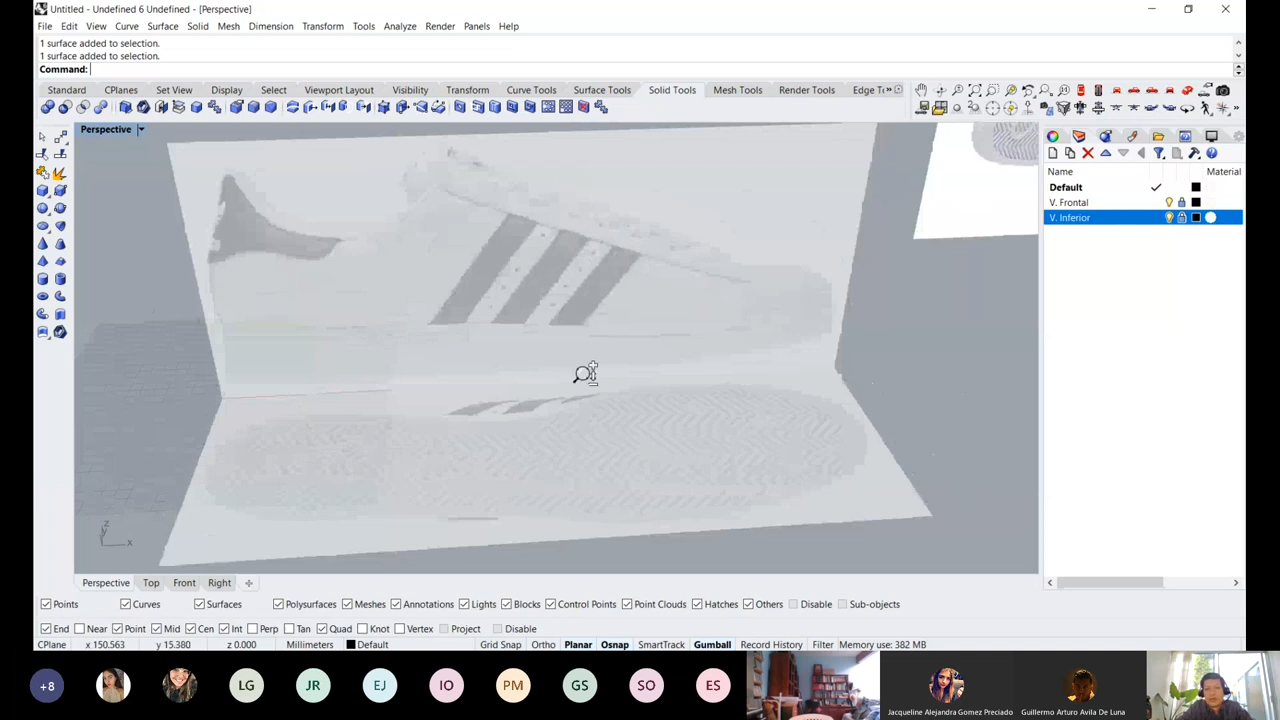 Untitled - Undefined 6 Undefined - [Perspective]
File Edit View Curve Surface Solid Mesh Dimension Transform Tools Analyze Render Panels Help
1 surface added to selection.
1 surface added to selection.
Command:
Standard CPlanes Set View Display Select Viewport Layout Visibility Transform Curve Tools Surface Tools Solid Tools Mesh Tools Render Tools Edge To
Perspective
Name Material
Default
V. Frontal
V. Inferior
z
y
x
Perspective Top Front Right
Points Curves Surfaces Polysurfaces Meshes Annotations Lights Blocks Control Points Point Clouds Hatches Others Disable Sub-objects
End Near Point Mid Cen Int Perp Tan Quad Knot Vertex Project Disable
CPlane x 150.563 y 15.380 z 0.000 Millimeters Default Grid Snap Ortho Planar Osnap SmartTrack Gumball Record History Filter Memory use: 382 MB
+8 LG JR EJ IO PM GS SO ES
Jacqueline Alejandra Gomez Preciado Guillermo Arturo Avila De Luna